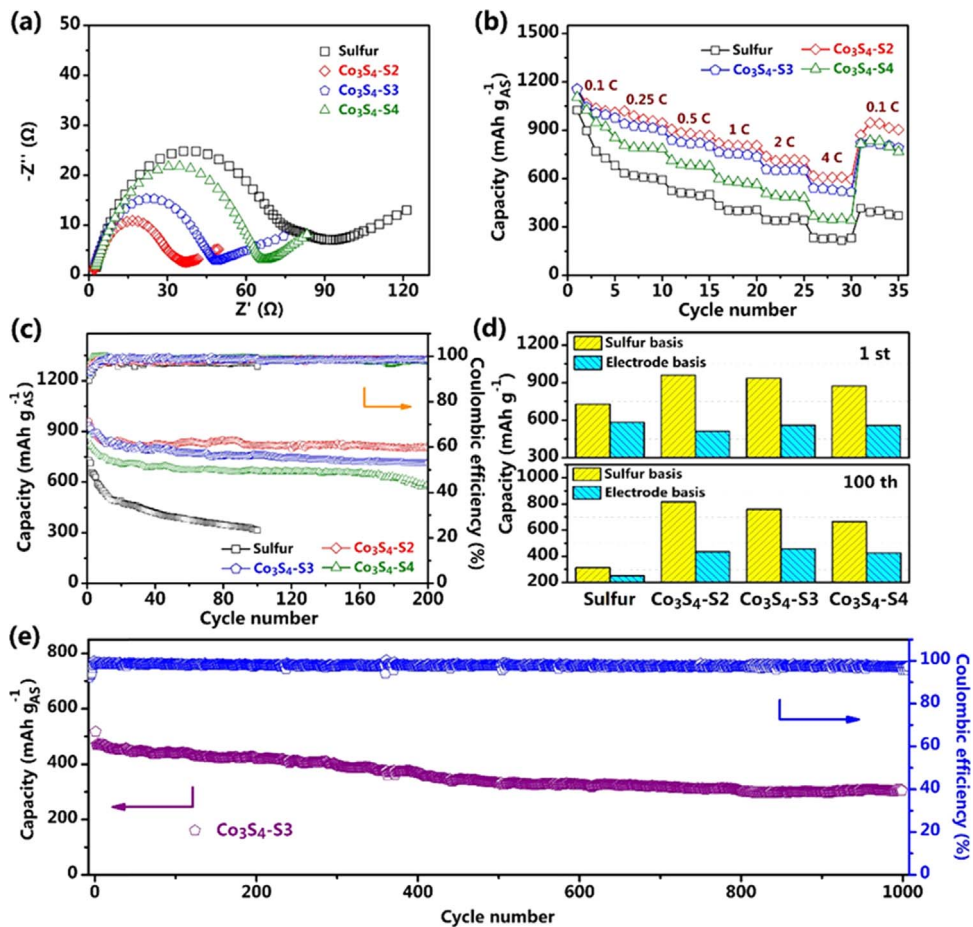 (a)
50
40
30
20
10
0
-Z'' (Ω)
Sulfur
Co₃S₄-S2
Co₃S₄-S3
Co₃S₄-S4
0 30 60 90 120
Z' (Ω)
(b)
1500
1200
900
600
300
0
Capacity (mAh g⁻¹AS)
Sulfur
Co₃S₄-S2
Co₃S₄-S3
Co₃S₄-S4
0.1 C
0.25 C
0.5 C
1 C
2 C
4 C
0.1 C
0 5 10 15 20 25 30 35
Cycle number
(c)
1200
900
600
300
0
Capacity (mAh g⁻¹AS)
100
80
60
40
20
0
Coulombic efficiency (%)
Sulfur
Co₃S₄-S2
Co₃S₄-S3
Co₃S₄-S4
0 40 80 120 160 200
Cycle number
(d)
Sulfur basis
Electrode basis
1 st
1200
900
600
300
Capacity (mAh g⁻¹)
Sulfur basis
Electrode basis
100 th
1000
800
600
400
200
Sulfur Co₃S₄-S2 Co₃S₄-S3 Co₃S₄-S4
(e)
800
600
400
200
0
Capacity (mAh g⁻¹AS)
Co₃S₄-S3
100
80
60
40
20
0
Coulombic efficiency (%)
0 200 400 600 800 1000
Cycle number